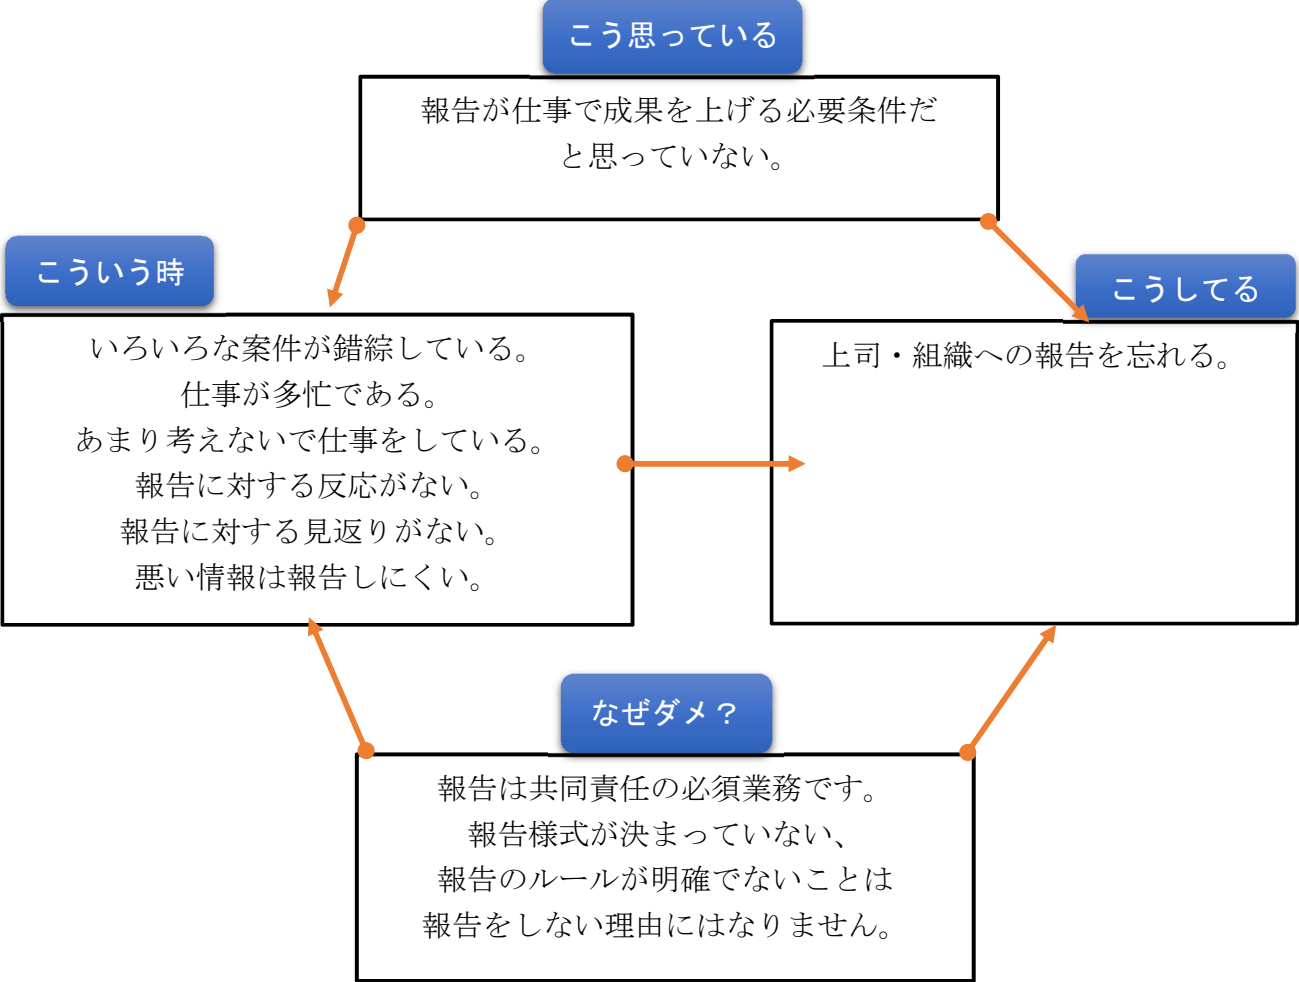 こう思っている
報告が仕事で成果を上げる必要条件だ
と思っていない。
こういう時
いろいろな案件が錯綜している。
仕事が多忙である。
あまり考えないで仕事をしている。
報告に対する反応がない。
報告に対する見返りがない。
悪い情報は報告しにくい。
こうしてる
上司・組織への報告を忘れる。
なぜダメ？
報告は共同責任の必須業務です。
報告様式が決まっていない、
報告のルールが明確でないことは
報告をしない理由にはなりません。